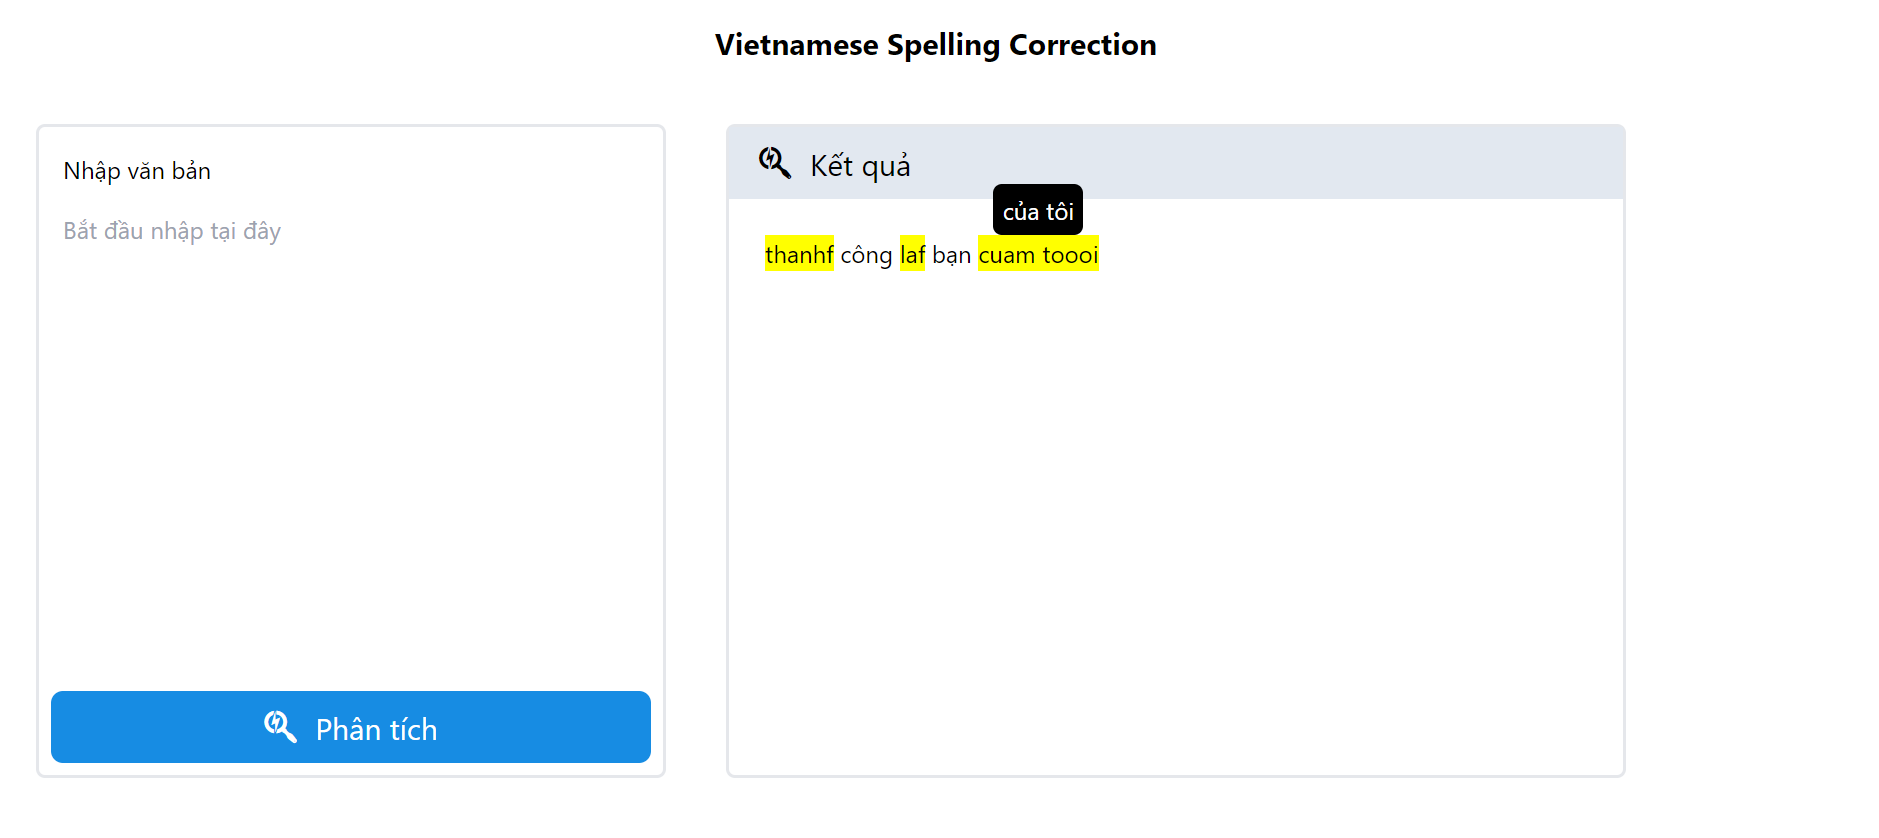 Vietnamese Spelling Correction
Nhập văn bản
Bắt đầu nhập tại đây
Phân tích
Kết quả
của tôi
thanhf công laf bạn cuam toooi